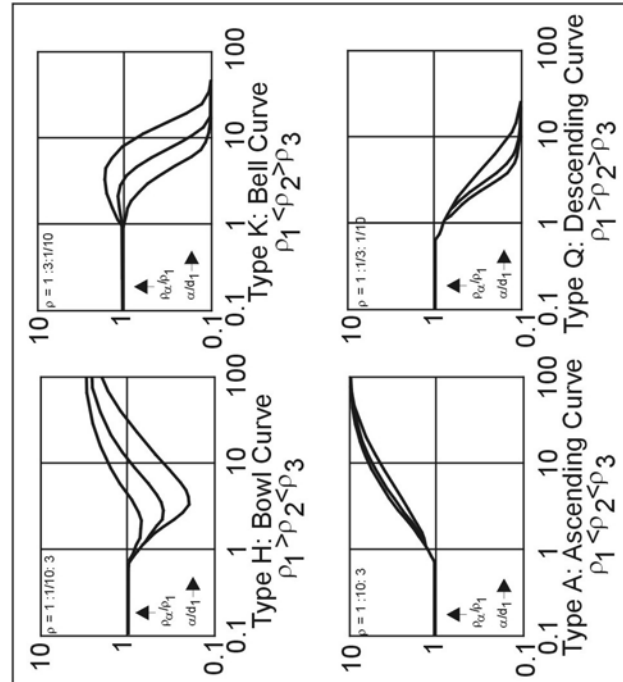 10
ρ = 1 :1/10: 3
1
ρα/ρ1
α/d1
0.1
0.1 1 10 100
Type H: Bowl Curve
ρ1 >ρ2 <ρ3
10
ρ = 1 :3:1/10
1
ρα/ρ1
α/d1
0.1
0.1 1 10 100
Type K: Bell Curve
ρ1 <ρ2 >ρ3
10
ρ = 1 :10: 3
1
ρα/ρ1
α/d1
0.1
0.1 1 10 100
Type A: Ascending Curve
ρ1 <ρ2 <ρ3
10
ρ = 1 :1/3: 1/10
1
ρα/ρ1
α/d1
0.1
0.1 1 10 100
Type Q: Descending Curve
ρ1 >ρ2 >ρ3